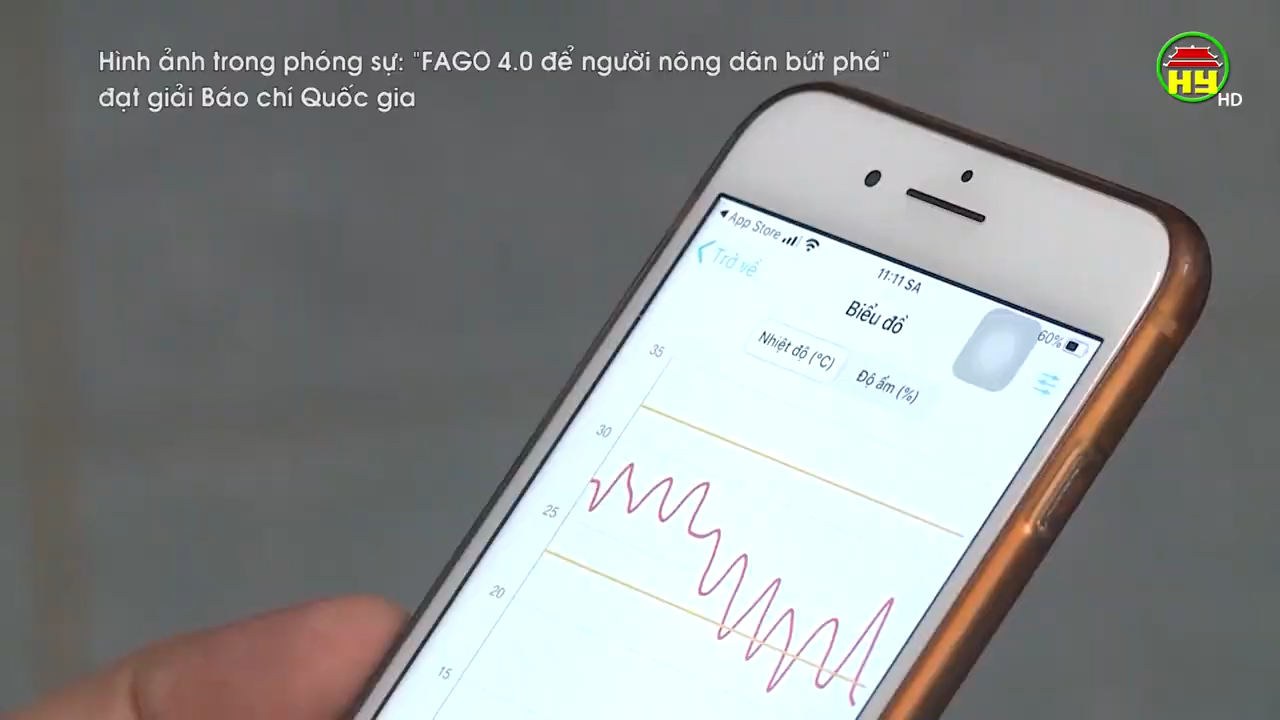 Hình ảnh trong phóng sự: "FAGO 4.0 để người nông dân bứt phá"
đạt giải Báo chí Quốc gia
HY
HD
App Store
11:11 SA
60%
Trở về
Biểu đồ
Nhiệt độ (°C)
Độ ẩm (%)
35
30
25
20
15